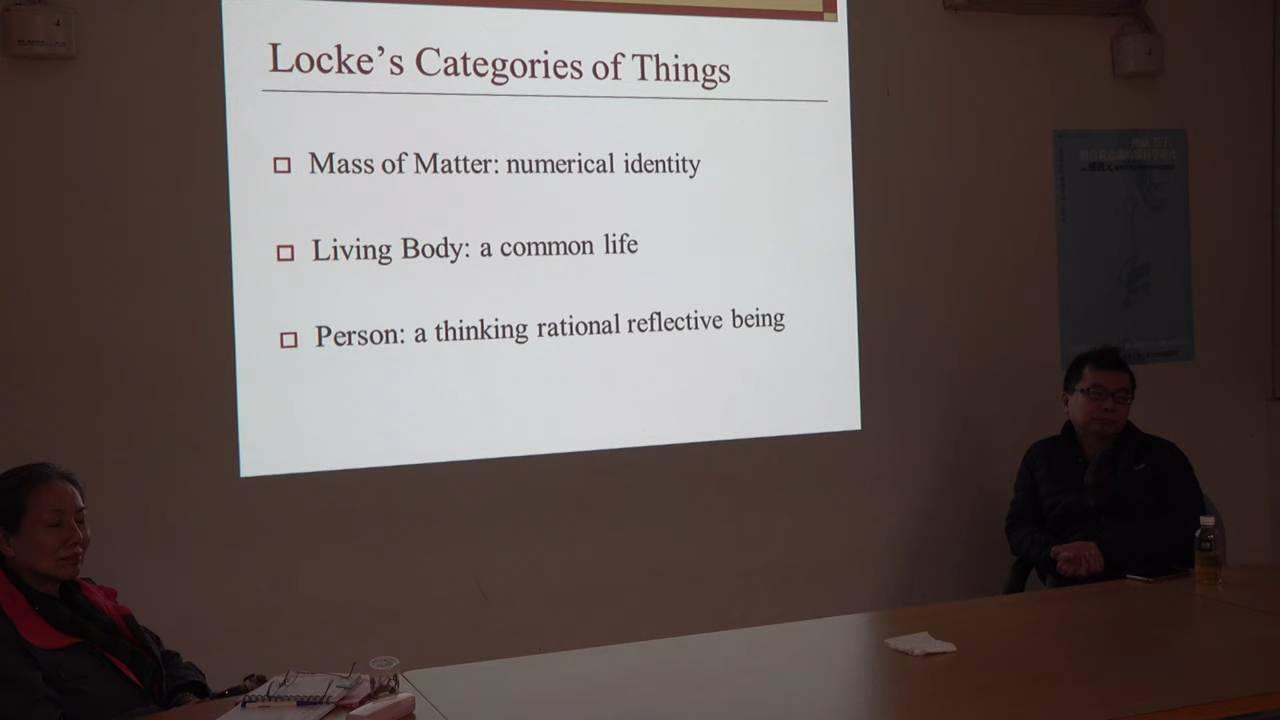 Locke's Categories of Things
Mass of Matter: numerical identity
Living Body: a common life
Person: a thinking rational reflective being